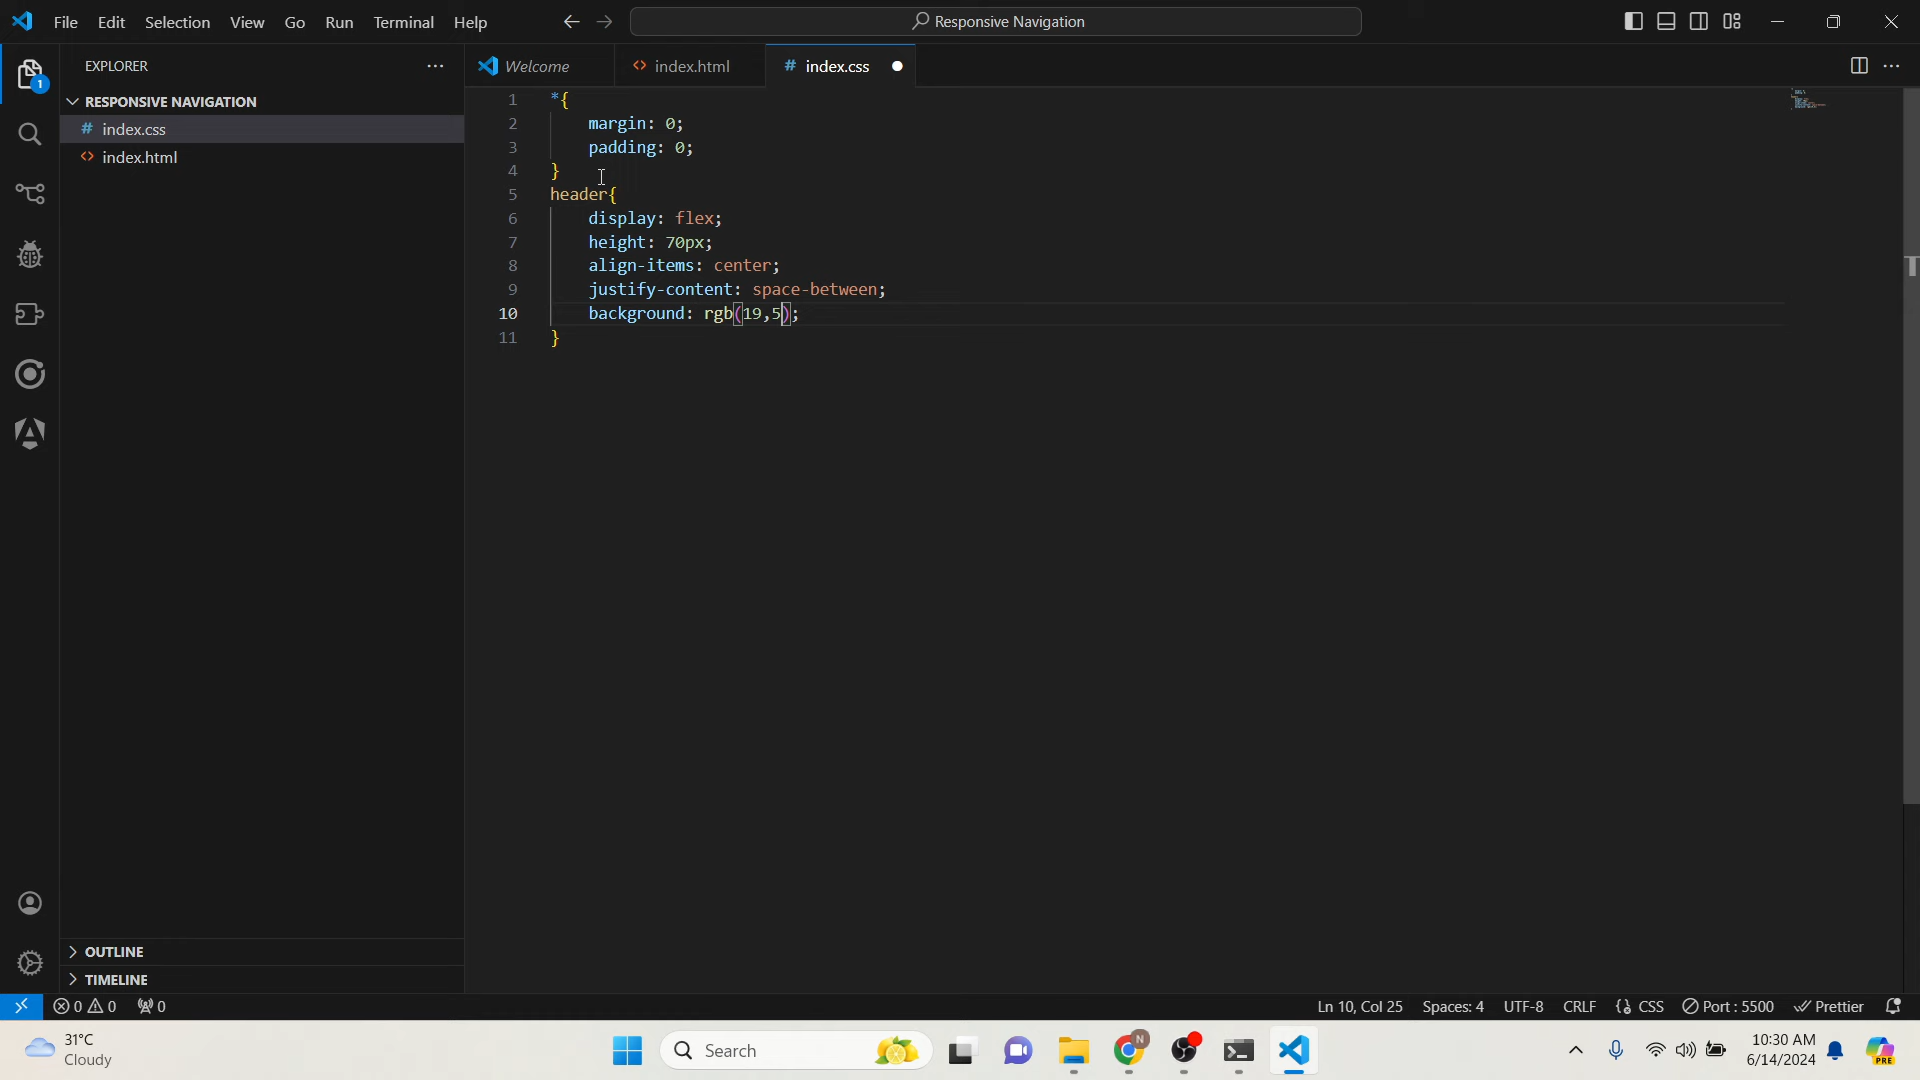 File Edit Selection View Go Run Terminal Help
Responsive Navigation
EXPLORER
1
RESPONSIVE NAVIGATION
# index.css
<> index.html
Welcome
<> index.html
# index.css
1 *{
2 margin: 0;
3 padding: 0;
4 }
5 header{
6 display: flex;
7 height: 70px;
8 align-items: center;
9 justify-content: space-between;
10 background: rgb(19,5);
11 }
OUTLINE
TIMELINE
0 0 0
Ln 10, Col 25 Spaces: 4 UTF-8 CRLF {} CSS Port : 5500 Prettier
31°C
Cloudy
Search
N
10:30 AM
6/14/2024
PRE